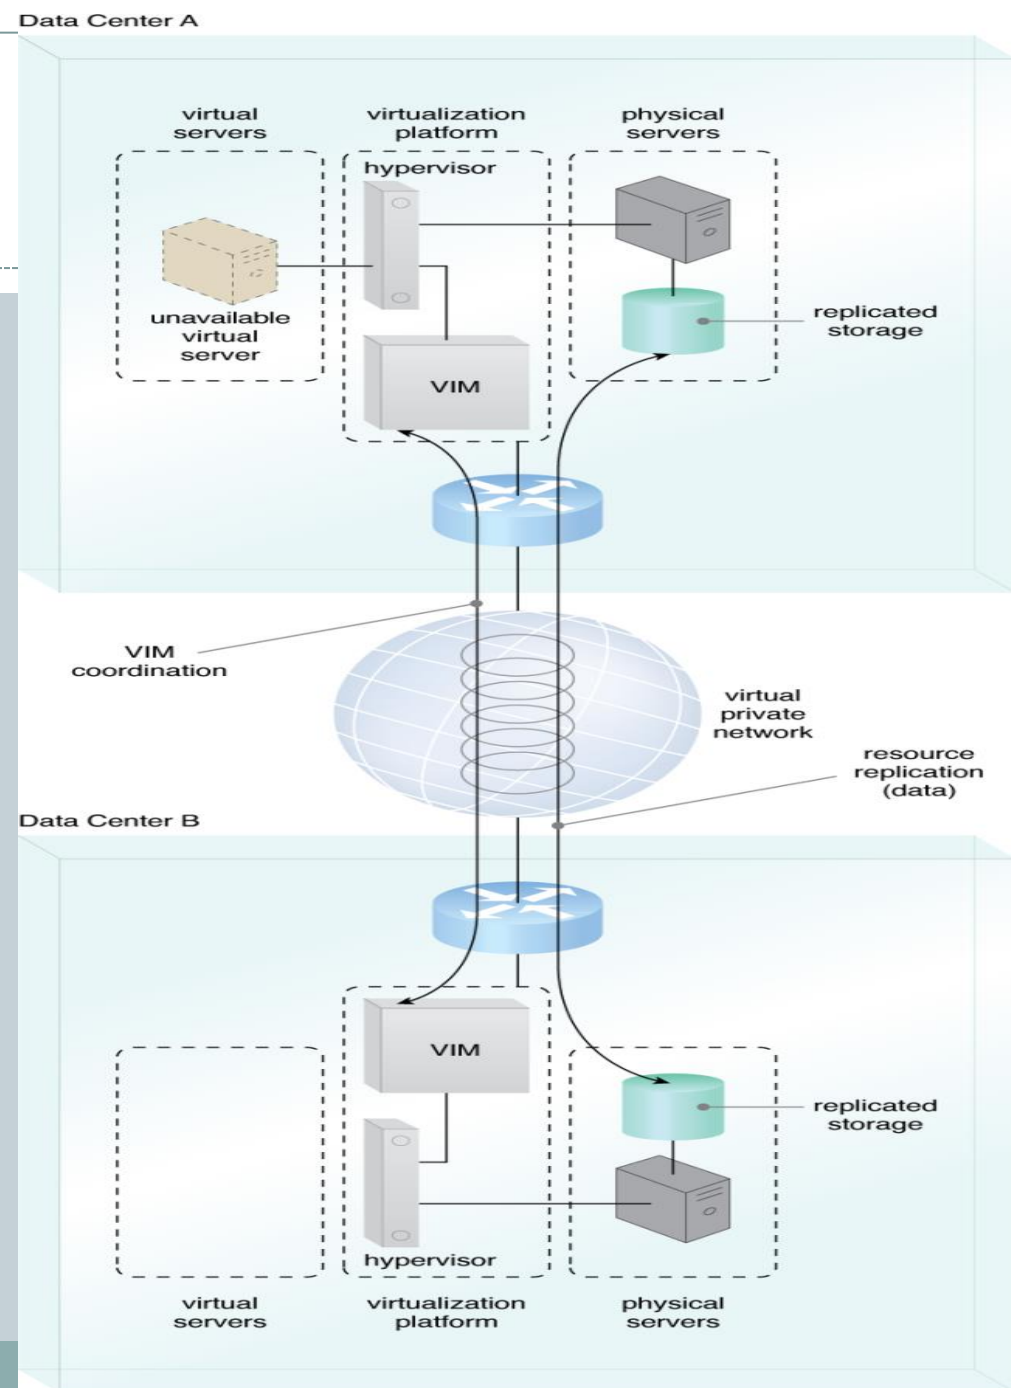 Data Center A
virtual
servers
virtualization
platform
physical
servers
hypervisor
unavailable
virtual
server
replicated
storage
VIM
VIM
coordination
virtual
private
network
resource
replication
(data)
Data Center B
VIM
replicated
storage
hypervisor
virtual
servers
virtualization
platform
physical
servers